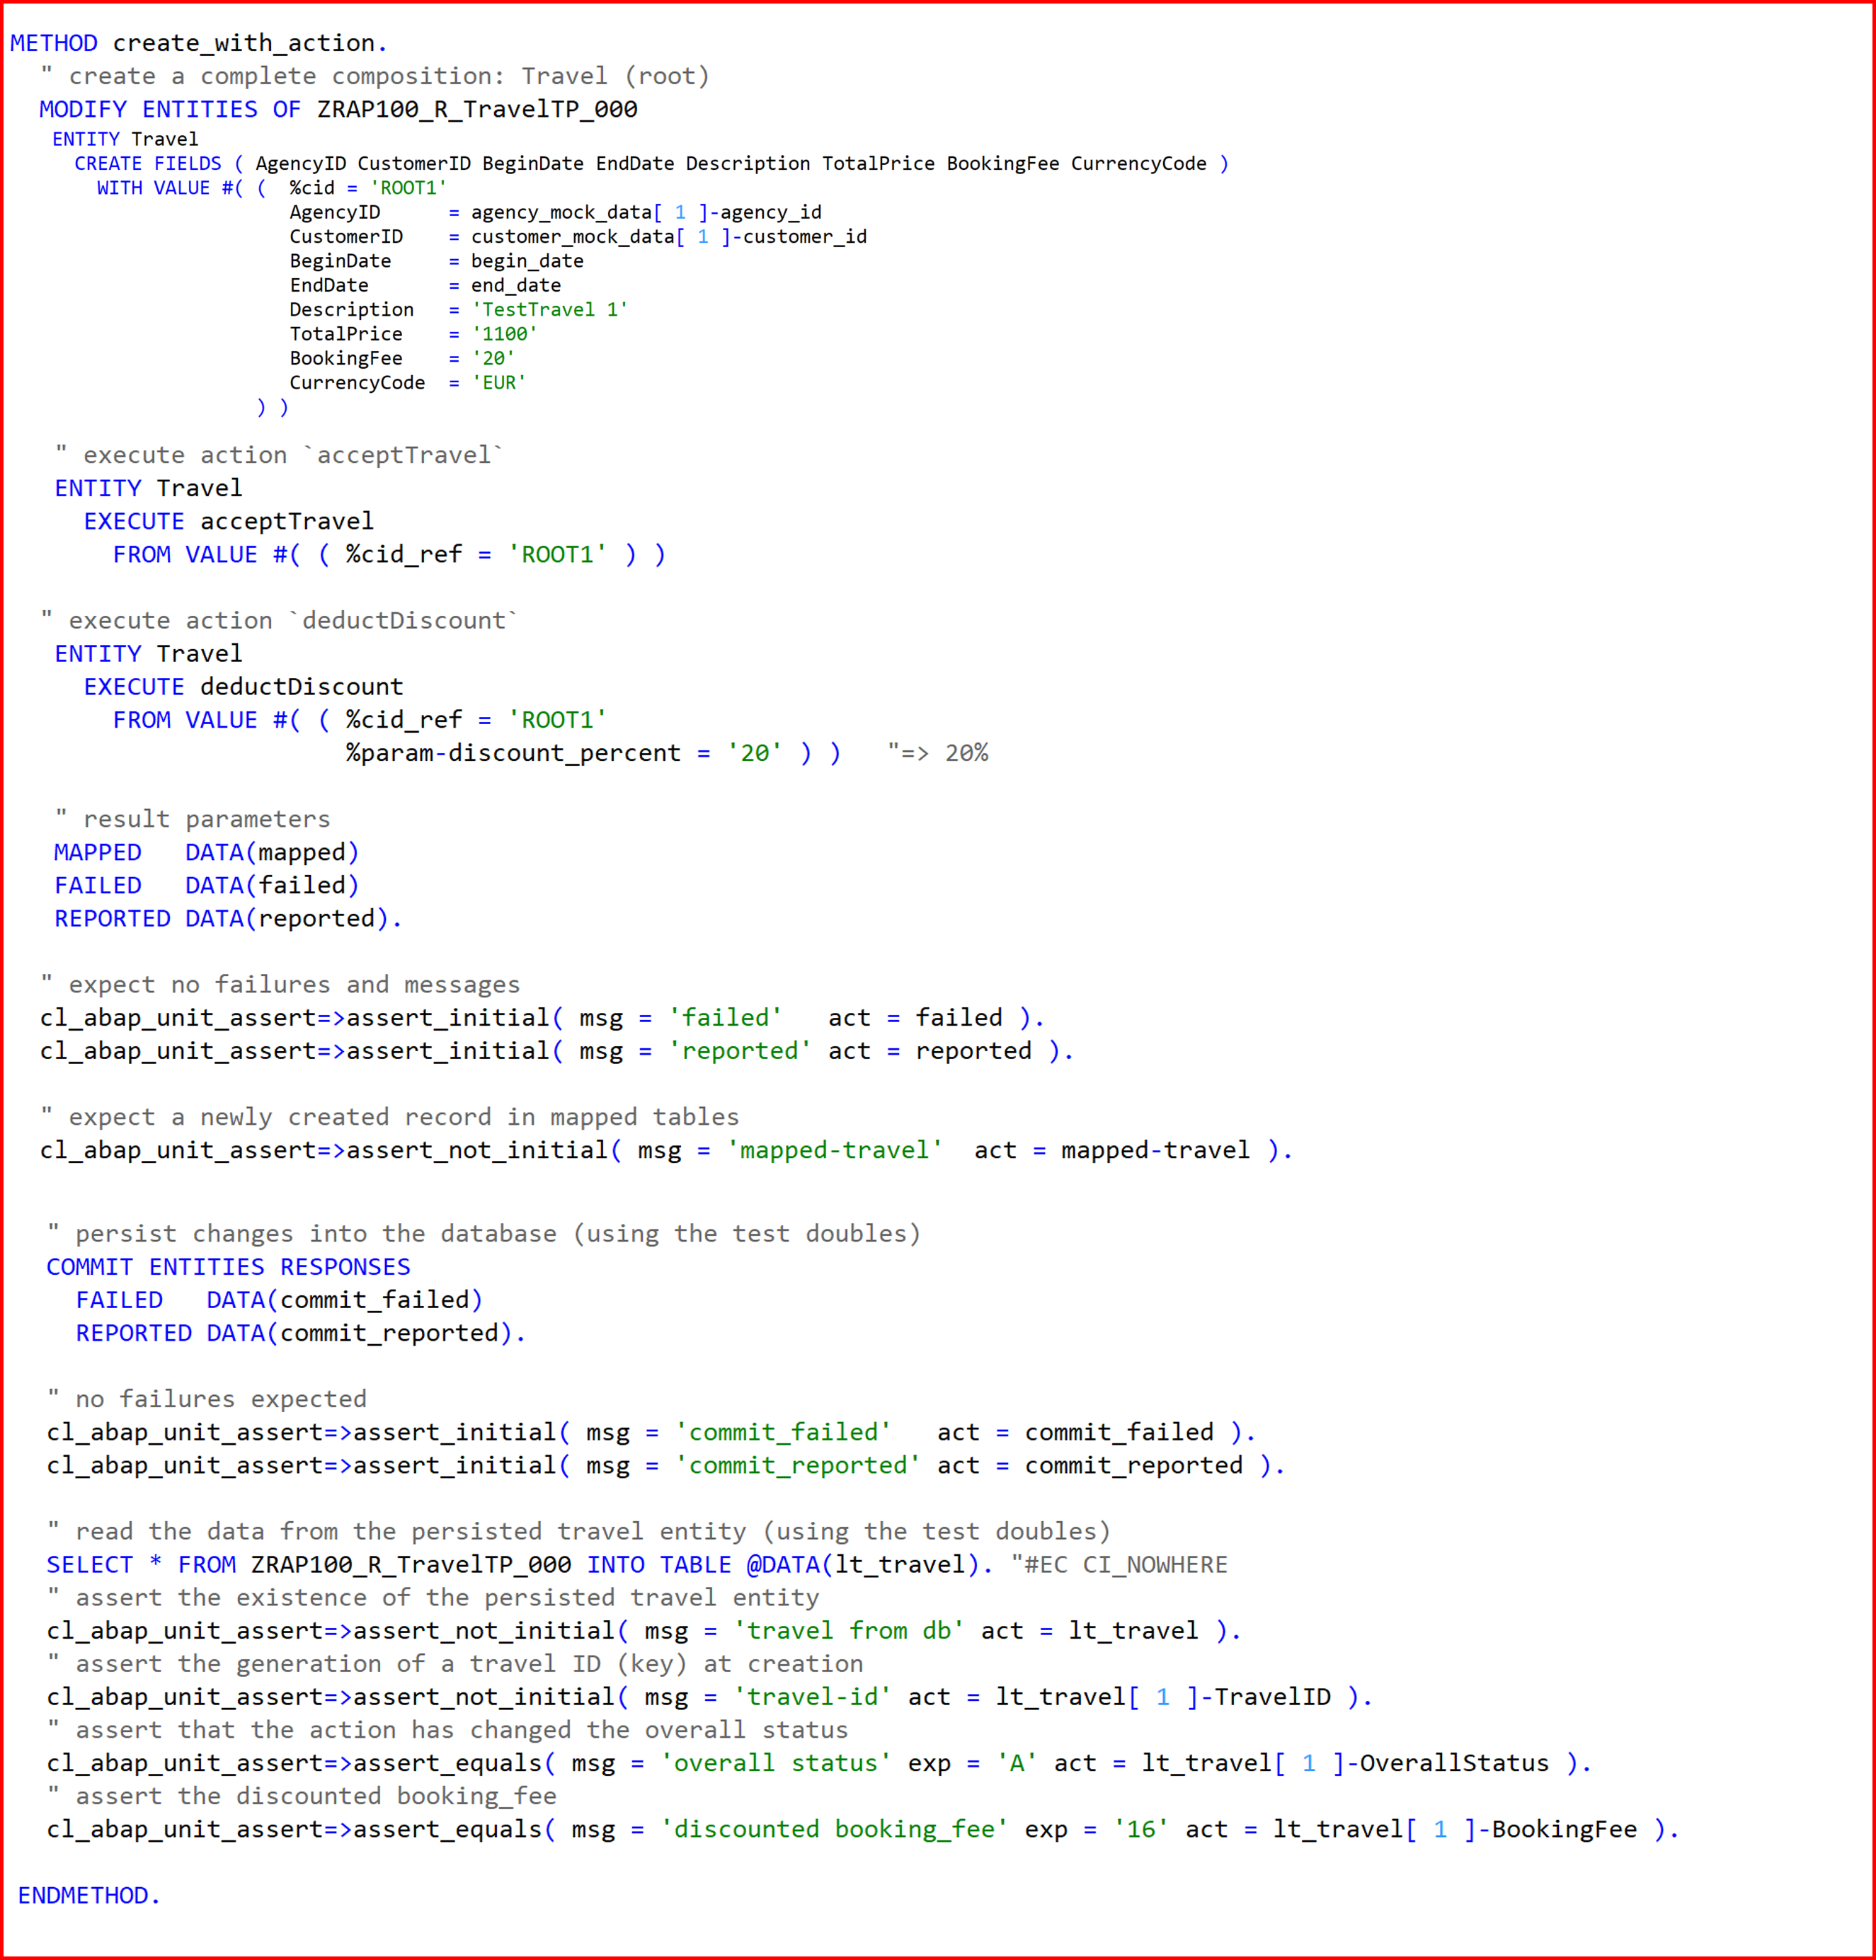 METHOD create_with_action.
" create a complete composition: Travel (root)
MODIFY ENTITIES OF ZRAP100_R_TravelTP_000
ENTITY Travel
CREATE FIELDS ( AgencyID CustomerID BeginDate EndDate Description TotalPrice BookingFee CurrencyCode )
WITH VALUE #( (  %cid = 'ROOT1'
AgencyID      = agency_mock_data[ 1 ]-agency_id
CustomerID    = customer_mock_data[ 1 ]-customer_id
BeginDate     = begin_date
EndDate       = end_date
Description   = 'TestTravel 1'
TotalPrice    = '1100'
BookingFee    = '20'
CurrencyCode  = 'EUR'
) )
" execute action `acceptTravel`
ENTITY Travel
EXECUTE acceptTravel
FROM VALUE #( ( %cid_ref = 'ROOT1' ) )
" execute action `deductDiscount`
ENTITY Travel
EXECUTE deductDiscount
FROM VALUE #( ( %cid_ref = 'ROOT1'
%param-discount_percent = '20' ) )   "=> 20%
" result parameters
MAPPED   DATA(mapped)
FAILED   DATA(failed)
REPORTED DATA(reported).
" expect no failures and messages
cl_abap_unit_assert=>assert_initial( msg = 'failed'   act = failed ).
cl_abap_unit_assert=>assert_initial( msg = 'reported' act = reported ).
" expect a newly created record in mapped tables
cl_abap_unit_assert=>assert_not_initial( msg = 'mapped-travel'  act = mapped-travel ).
" persist changes into the database (using the test doubles)
COMMIT ENTITIES RESPONSES
FAILED   DATA(commit_failed)
REPORTED DATA(commit_reported).
" no failures expected
cl_abap_unit_assert=>assert_initial( msg = 'commit_failed'   act = commit_failed ).
cl_abap_unit_assert=>assert_initial( msg = 'commit_reported' act = commit_reported ).
" read the data from the persisted travel entity (using the test doubles)
SELECT * FROM ZRAP100_R_TravelTP_000 INTO TABLE @DATA(lt_travel). "#EC CI_NOWHERE
" assert the existence of the persisted travel entity
cl_abap_unit_assert=>assert_not_initial( msg = 'travel from db' act = lt_travel ).
" assert the generation of a travel ID (key) at creation
cl_abap_unit_assert=>assert_not_initial( msg = 'travel-id' act = lt_travel[ 1 ]-TravelID ).
" assert that the action has changed the overall status
cl_abap_unit_assert=>assert_equals( msg = 'overall status' exp = 'A' act = lt_travel[ 1 ]-OverallStatus ).
" assert the discounted booking_fee
cl_abap_unit_assert=>assert_equals( msg = 'discounted booking_fee' exp = '16' act = lt_travel[ 1 ]-BookingFee ).
ENDMETHOD.